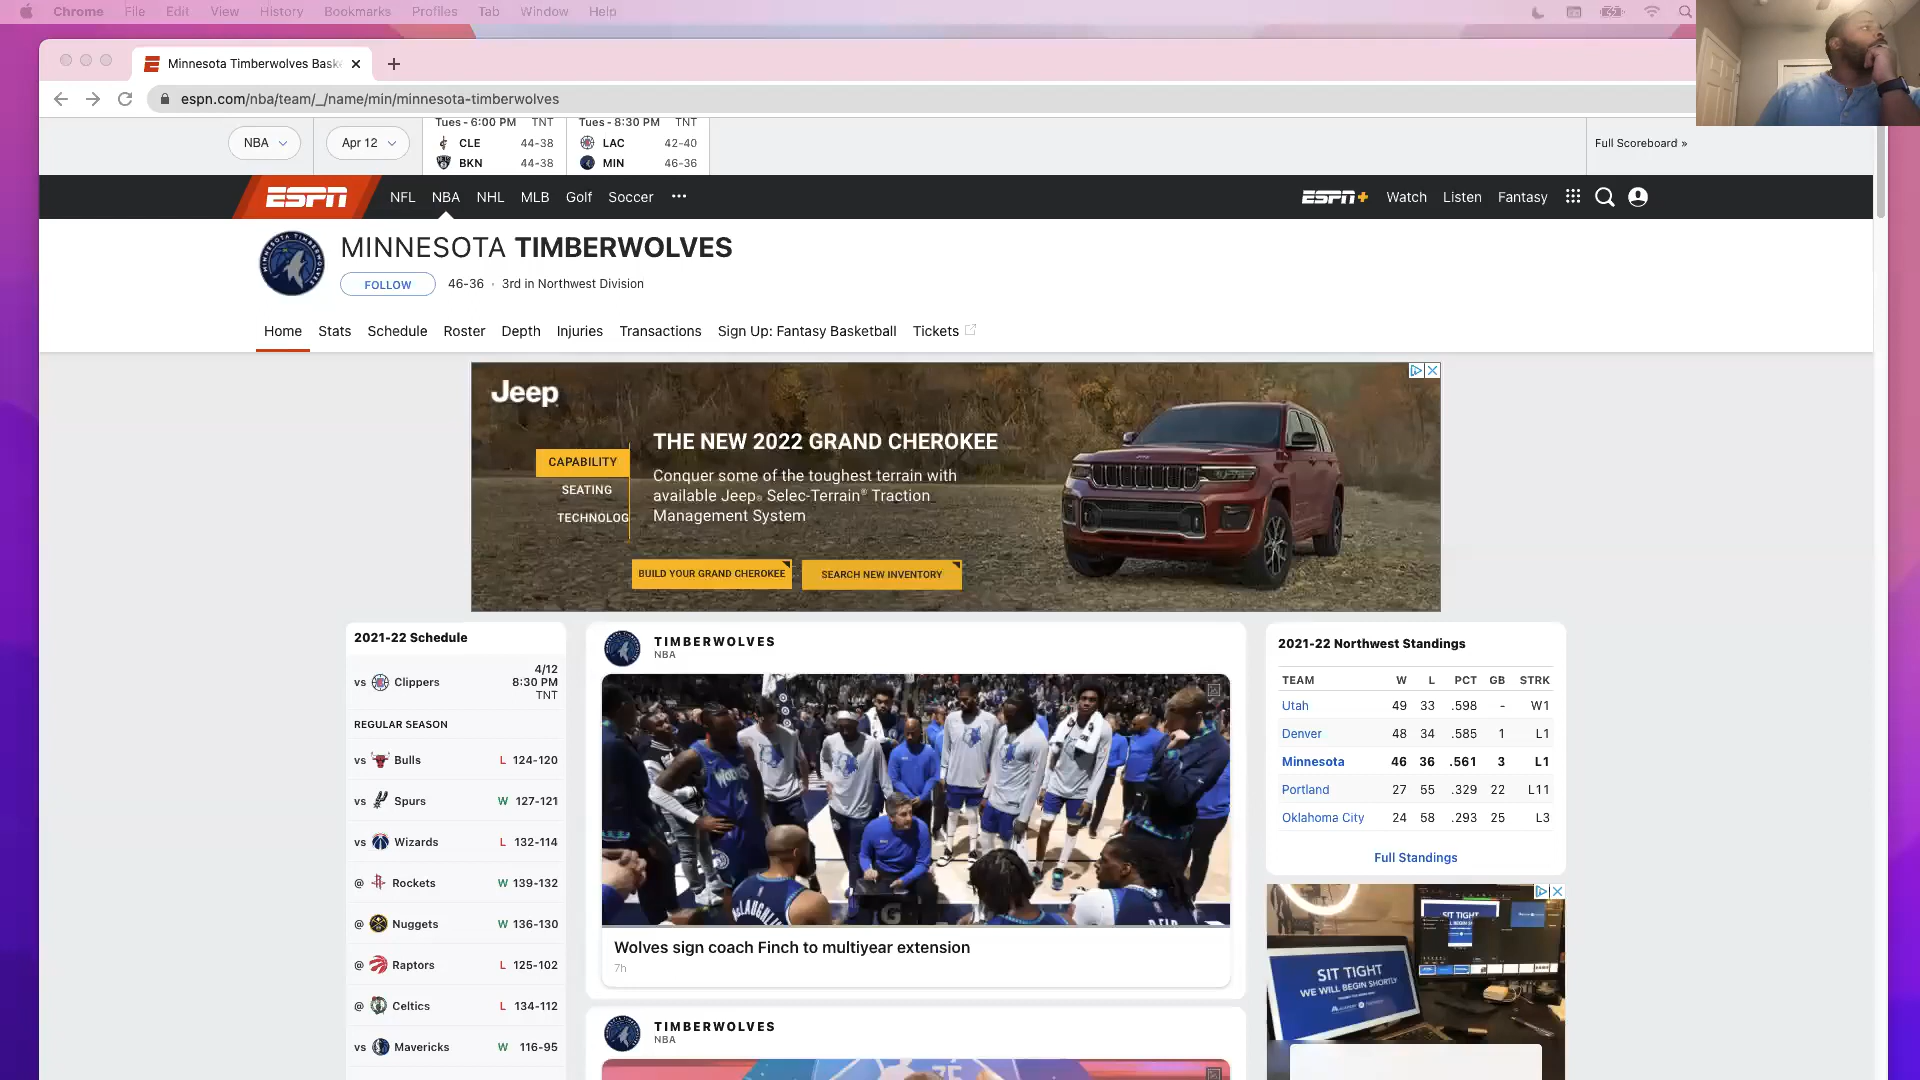 Chrome File Edit View History Bookmarks Profiles Tab Window Help
Minnesota Timberwolves Bask
espn.com/nba/team/_/name/min/minnesota-timberwolves
NBA
Apr 12
Tues - 6:00 PM TNT
CLE 44-38
BKN 44-38
Tues - 8:30 PM TNT
LAC 42-40
MIN 46-36
Full Scoreboard »
ESPN NFL NBA NHL MLB Golf Soccer ••• ESPN+ Watch Listen Fantasy
MINNESOTA TIMBERWOLVES
FOLLOW 46-36 · 3rd in Northwest Division
Home Stats Schedule Roster Depth Injuries Transactions Sign Up: Fantasy Basketball Tickets
Jeep
THE NEW 2022 GRAND CHEROKEE
CAPABILITY
SEATING
TECHNOLOG
Conquer some of the toughest terrain with
available Jeep® Selec-Terrain® Traction
Management System
BUILD YOUR GRAND CHEROKEE SEARCH NEW INVENTORY
2021-22 Schedule
vs Clippers 4/12 8:30 PM TNT
REGULAR SEASON
vs Bulls L 124-120
vs Spurs W 127-121
vs Wizards L 132-114
@ Rockets W 139-132
@ Nuggets W 136-130
@ Raptors L 125-102
@ Celtics L 134-112
vs Mavericks W 116-95
TIMBERWOLVES
NBA
WOLVES
McLAUGHLIN
G
REID
Wolves sign coach Finch to multiyear extension
7h
TIMBERWOLVES
NBA
75
2021-22 Northwest Standings
TEAM W L PCT GB STRK
Utah 49 33 .598 - W1
Denver 48 34 .585 1 L1
Minnesota 46 36 .561 3 L1
Portland 27 55 .329 22 L11
Oklahoma City 24 58 .293 25 L3
Full Standings
SIT TIGHT
SIT TIGHT
WE WILL BEGIN SHORTLY